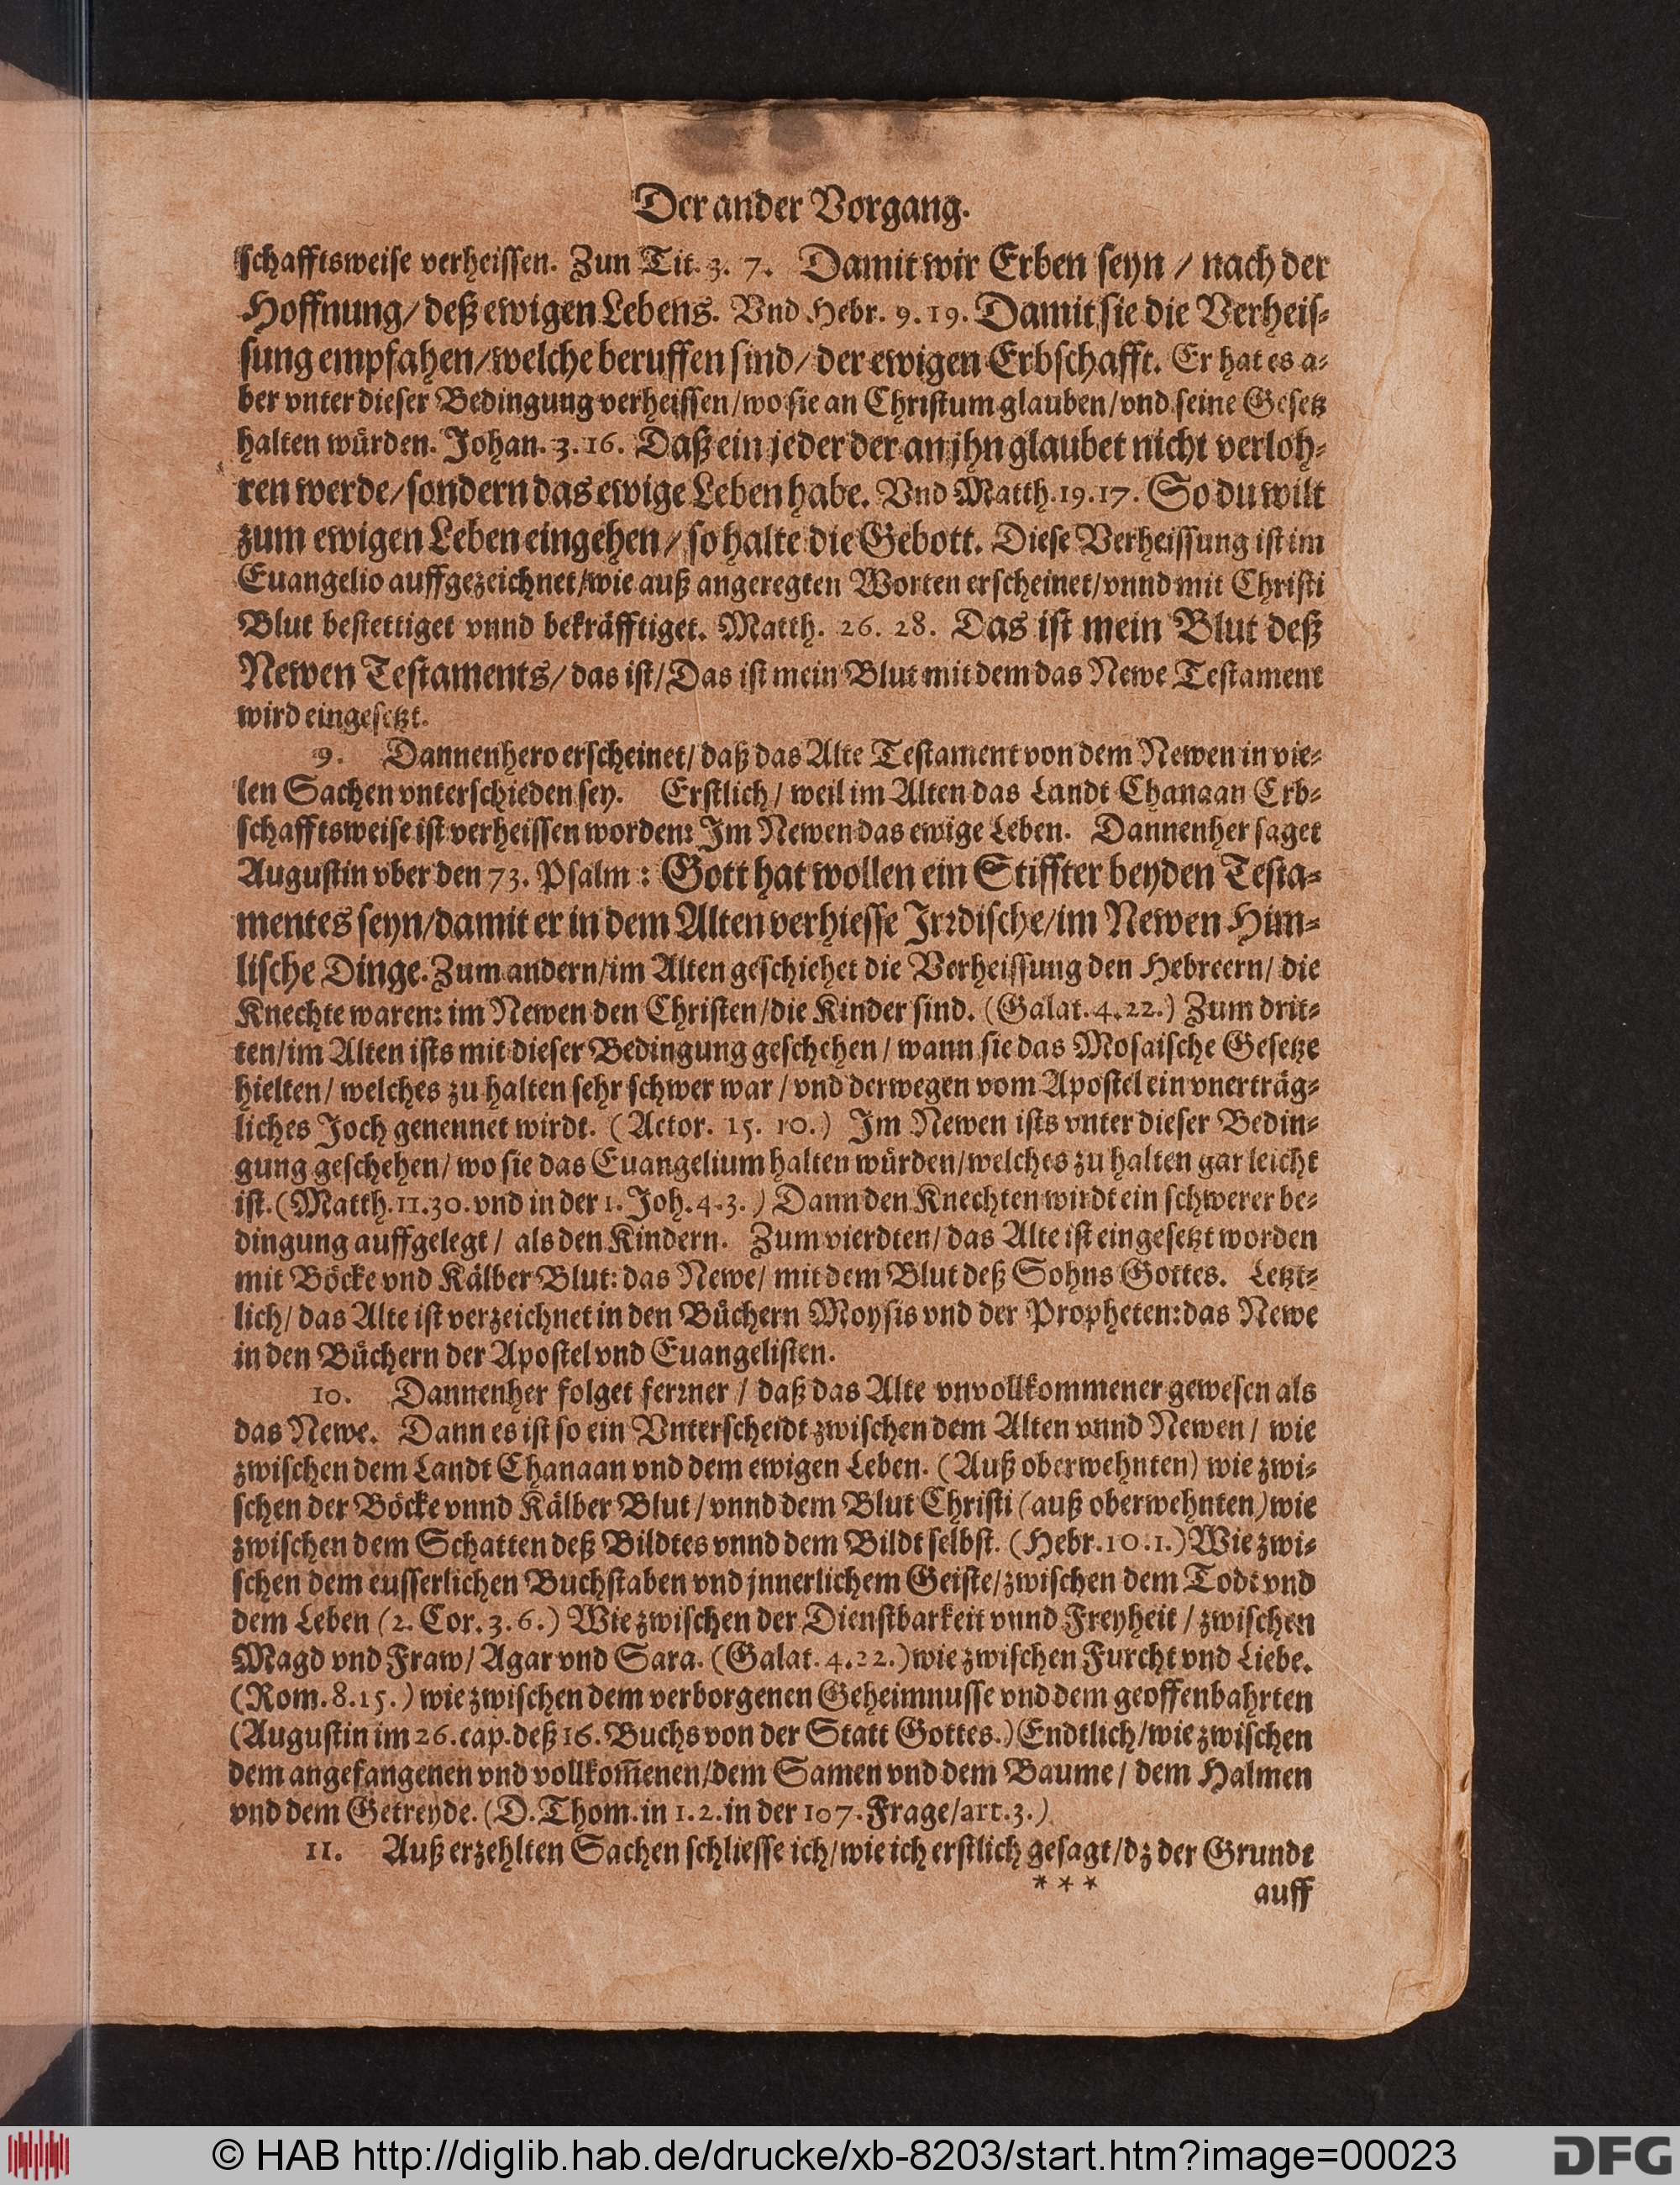 Der ander Vorgang.
schafftsweise verheissen. Zun Tit. 3. 7. Damit wir Erben seyn / nach der
Hoffnung / deß ewigen Lebens. Vnd Hebr. 9. 19. Damit sie die Verheis-
sung empfahen / welche beruffen sind / der ewigen Erbschafft. Er hat es a-
ber vnter dieser Bedingung verheissen / wo sie an Christum glauben / vnd seine Gesetz
halten würden. Johan. 3. 16. Daß ein jeder der an jhn glaubet nicht verloh-
ren werde / sondern das ewige Leben habe. Vnd Matth. 19. 17. So du wilt
zum ewigen Leben eingehen / so halte die Gebott. Diese Verheissung ist im
Euangelio auffgezeichnet / wie auß angeregten Worten erscheinet / vnnd mit Christi
Blut bestettiget vnnd bekräfftiget. Matth. 26. 28. Das ist mein Blut deß
Newen Testaments / das ist / Das ist mein Blut mit dem das Newe Testament
wird eingesetzt.
9. Dannenhero erscheinet / daß das Alte Testament von dem Newen in vie-
len Sachen vnterschieden sey. Erstlich / weil im Alten das Landt Chanaan Erb-
schafftsweise ist verheissen worden: Im Newen das ewige Leben. Dannenher saget
Augustin vber den 73. Psalm: Gott hat wollen ein Stiffter beyden Testa-
mentes seyn / damit er in dem Alten verhiesse Jrrdische / im Newen Him-
lische Dinge. Zum andern / im Alten geschiehet die Verheissung den Hebreern / die
Knechte waren: im Newen den Christen / die Kinder sind. (Galat. 4. 22.) Zum drit-
ten / im Alten ists mit dieser Bedingung geschehen / wann sie das Mosaische Gesetze
hielten / welches zu halten sehr schwer war / vnd derwegen vom Apostel ein vnerträg-
liches Joch genennet wirdt. (Actor. 15. 10.) Im Newen ists vnter dieser Bedin-
gung geschehen / wo sie das Euangelium halten würden / welches zu halten gar leicht
ist. (Matth. 11. 30. vnd in der 1. Joh. 4. 3.) Dann den Knechten wirdt ein schwerer be-
dingung auffgelegt / als den Kindern. Zum vierdten / das Alte ist eingesetzt worden
mit Böcke vnd Kälber Blut: das Newe / mit dem Blut deß Sohns Gottes. Letzt-
lich / das Alte ist verzeichnet in den Büchern Moysis vnd der Propheten: das Newe
in den Büchern der Apostel vnd Euangelisten.
10. Dannenher folget ferrner / daß das Alte vnvollkommener gewesen als
das Newe. Dann es ist so ein Vnterscheidt zwischen dem Alten vnnd Newen / wie
zwischen dem Landt Chanaan vnd dem ewigen Leben. (Auß oberwehnten) wie zwi-
schen der Böcke vnnd Kälber Blut / vnnd dem Blut Christi (auß oberwehnten) wie
zwischen dem Schatten deß Bildtes vnnd dem Bildt selbst. (Hebr. 10. 1.) Wie zwi-
schen dem eusserlichen Buchstaben vnd jnnerlichem Geiste / zwischen dem Todt vnd
dem Leben (2. Cor. 3. 6.) Wie zwischen der Dienstbarkeit vnnd Freyheit / zwischen
Magd vnd Fraw / Agar vnd Sara. (Galat. 4. 22.) wie zwischen Furcht vnd Liebe.
(Rom. 8. 15.) wie zwischen dem verborgenen Geheimnusse vnd dem geoffenbahrten
(Augustin im 26. cap. deß 16. Buchs von der Statt Gottes.) Endtlich / wie zwischen
dem angefangenen vnd vollkom̃enen / dem Samen vnd dem Baume / dem Halmen
vnd dem Getreyde. (D. Thom. in 1. 2. in der 107. Frage / art. 3.)
11. Auß erzehlten Sachen schliesse ich / wie ich erstlich gesagt / dz der Grundt
***
auff
© HAB http://diglib.hab.de/drucke/xb-8203/start.htm?image=00023
DFG